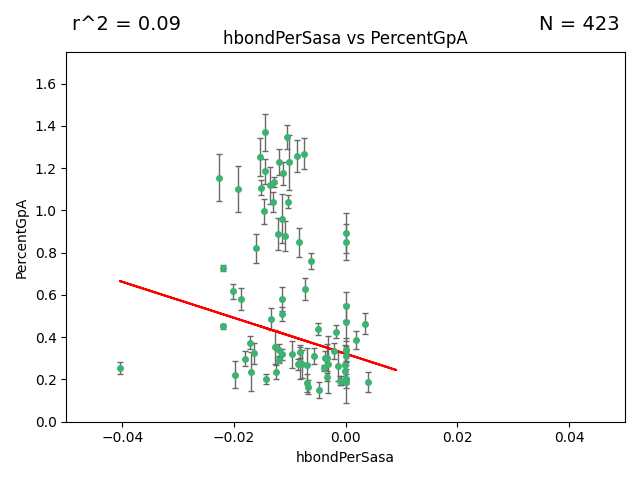 r^2 = 0.09
N = 423
hbondPerSasa vs PercentGpA
1.6
1.4
1.2
1.0
0.8
0.6
0.4
0.2
0.0
PercentGpA
−0.04
−0.02
0.00
0.02
0.04
hbondPerSasa